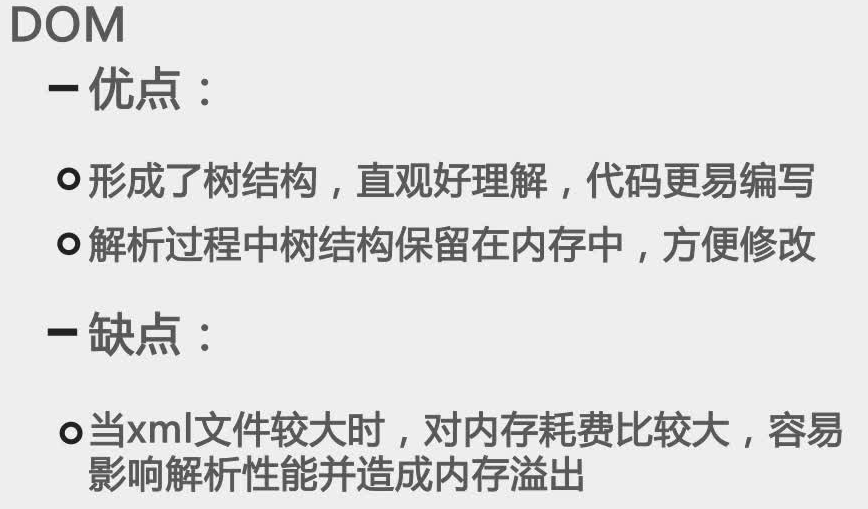 DOM
– 优点：
形成了树结构，直观好理解，代码更易编写
解析过程中树结构保留在内存中，方便修改
– 缺点：
当xml文件较大时，对内存耗费比较大，容易
影响解析性能并造成内存溢出